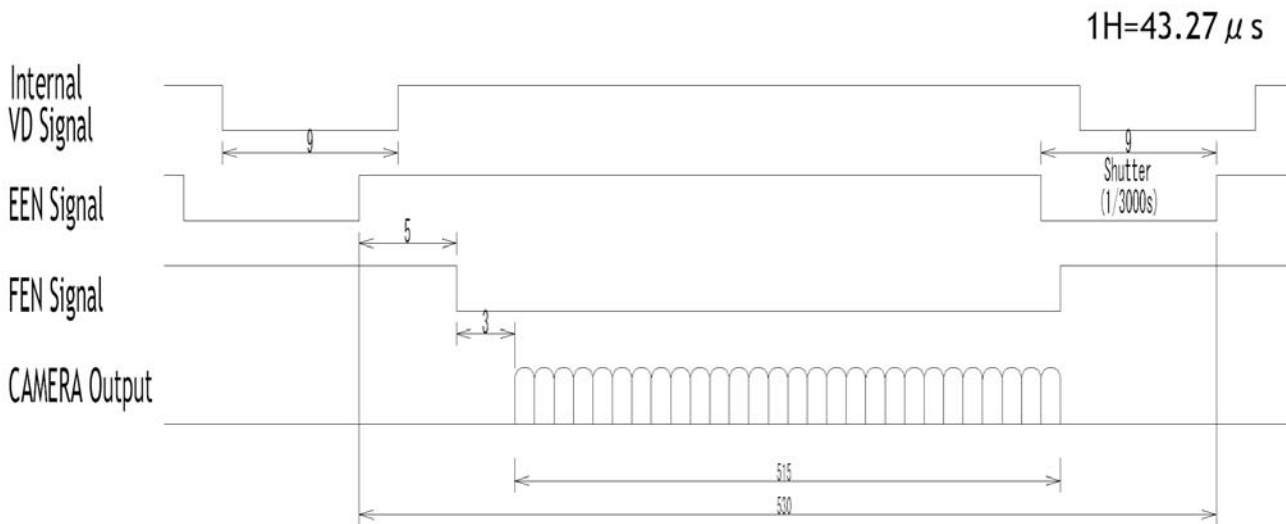 1H=43.27 μ s
Internal
VD Signal
9
9
Shutter
(1/3000s)
EEN Signal
5
FEN Signal
3
CAMERA Output
515
530